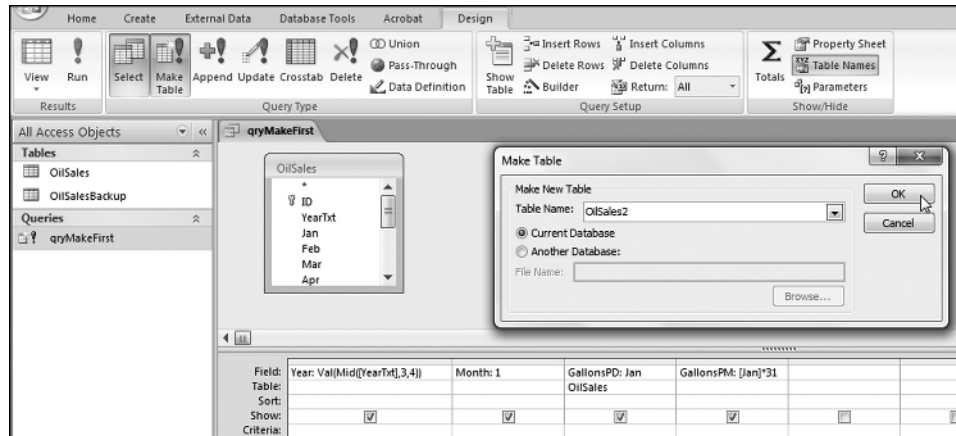 Home Create External Data Database Tools Acrobat Design
View
Run
Results
Select
Make Table
Append
Update
Crosstab
Delete
Union
Pass-Through
Data Definition
Query Type
Show Table
Insert Rows
Delete Rows
Builder
Insert Columns
Delete Columns
Return: All
Query Setup
Σ
Totals
Property Sheet
XYZ Table Names
[?] Parameters
Show/Hide
All Access Objects
Tables
OilSales
OilSalesBackup
Queries
qryMakeFirst
qryMakeFirst
OilSales
*
ID
YearTxt
Jan
Feb
Mar
Apr
Make Table
Make New Table
Table Name: OilSales2
Current Database
Another Database:
File Name:
Browse...
OK
Cancel
Field: Year: Val(Mid([YearTxt],3,4)) Month: 1 GallonsPD: Jan GallonsPM: [Jan]*31
Table: OilSales
Sort:
Show:
Criteria: